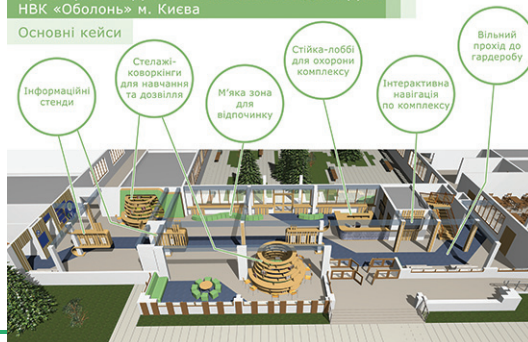 НВК «Оболонь» м. Києва
Основні кейси
Інформаційні
стенди
Стелажі-
коворкінги
для навчання
та дозвілля
М'яка зона
для
відпочинку
Стійка-лоббі
для охорони
комплексу
Інтерактивна
навігація
по комплексу
Вільний
прохід до
гардеробу